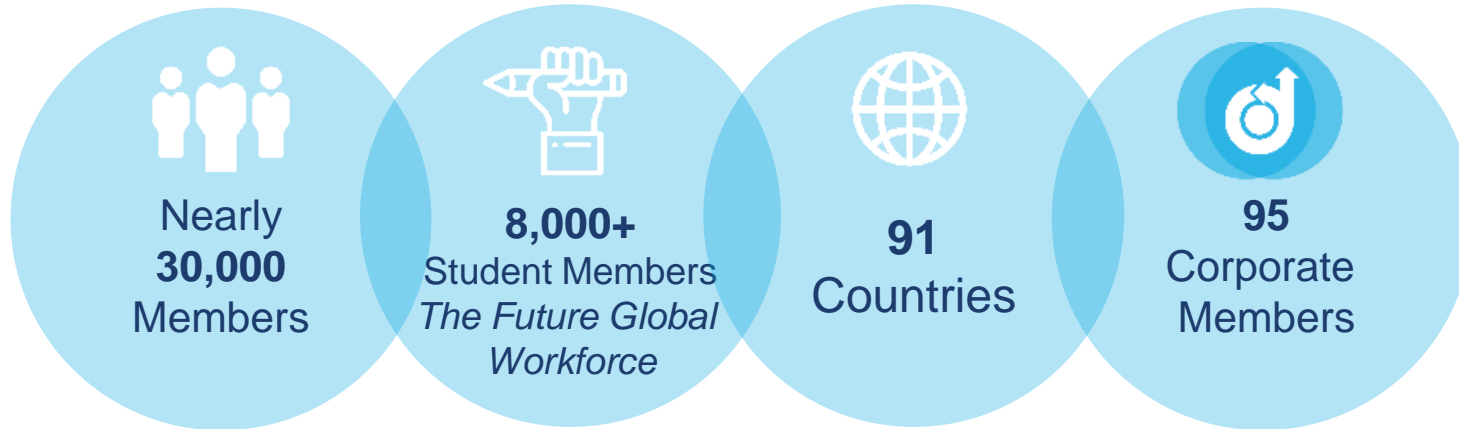 Nearly
30,000
Members
8,000+
Student Members
The Future Global
Workforce
91
Countries
95
Corporate
Members